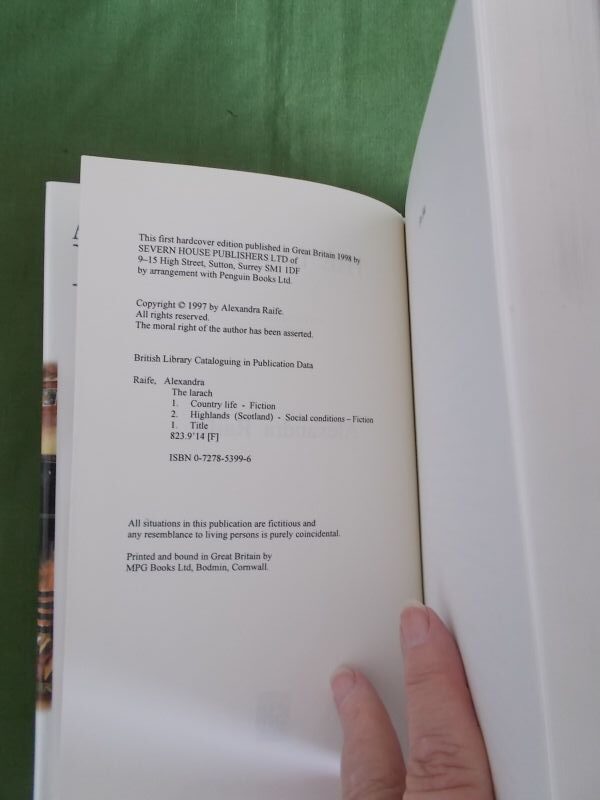 This first hardcover edition published in Great Britain 1998 by
SEVERN HOUSE PUBLISHERS LTD of
9–15 High Street, Sutton, Surrey SM1 1DF
by arrangement with Penguin Books Ltd.
Copyright © 1997 by Alexandra Raife.
All rights reserved.
The moral right of the author has been asserted.
British Library Cataloguing in Publication Data
Raife, Alexandra
The larach
1. Country life - Fiction
2. Highlands (Scotland) - Social conditions – Fiction
1. Title
823.9'14 [F]
ISBN 0-7278-5399-6
All situations in this publication are fictitious and
any resemblance to living persons is purely coincidental.
Printed and bound in Great Britain by
MPG Books Ltd, Bodmin, Cornwall.